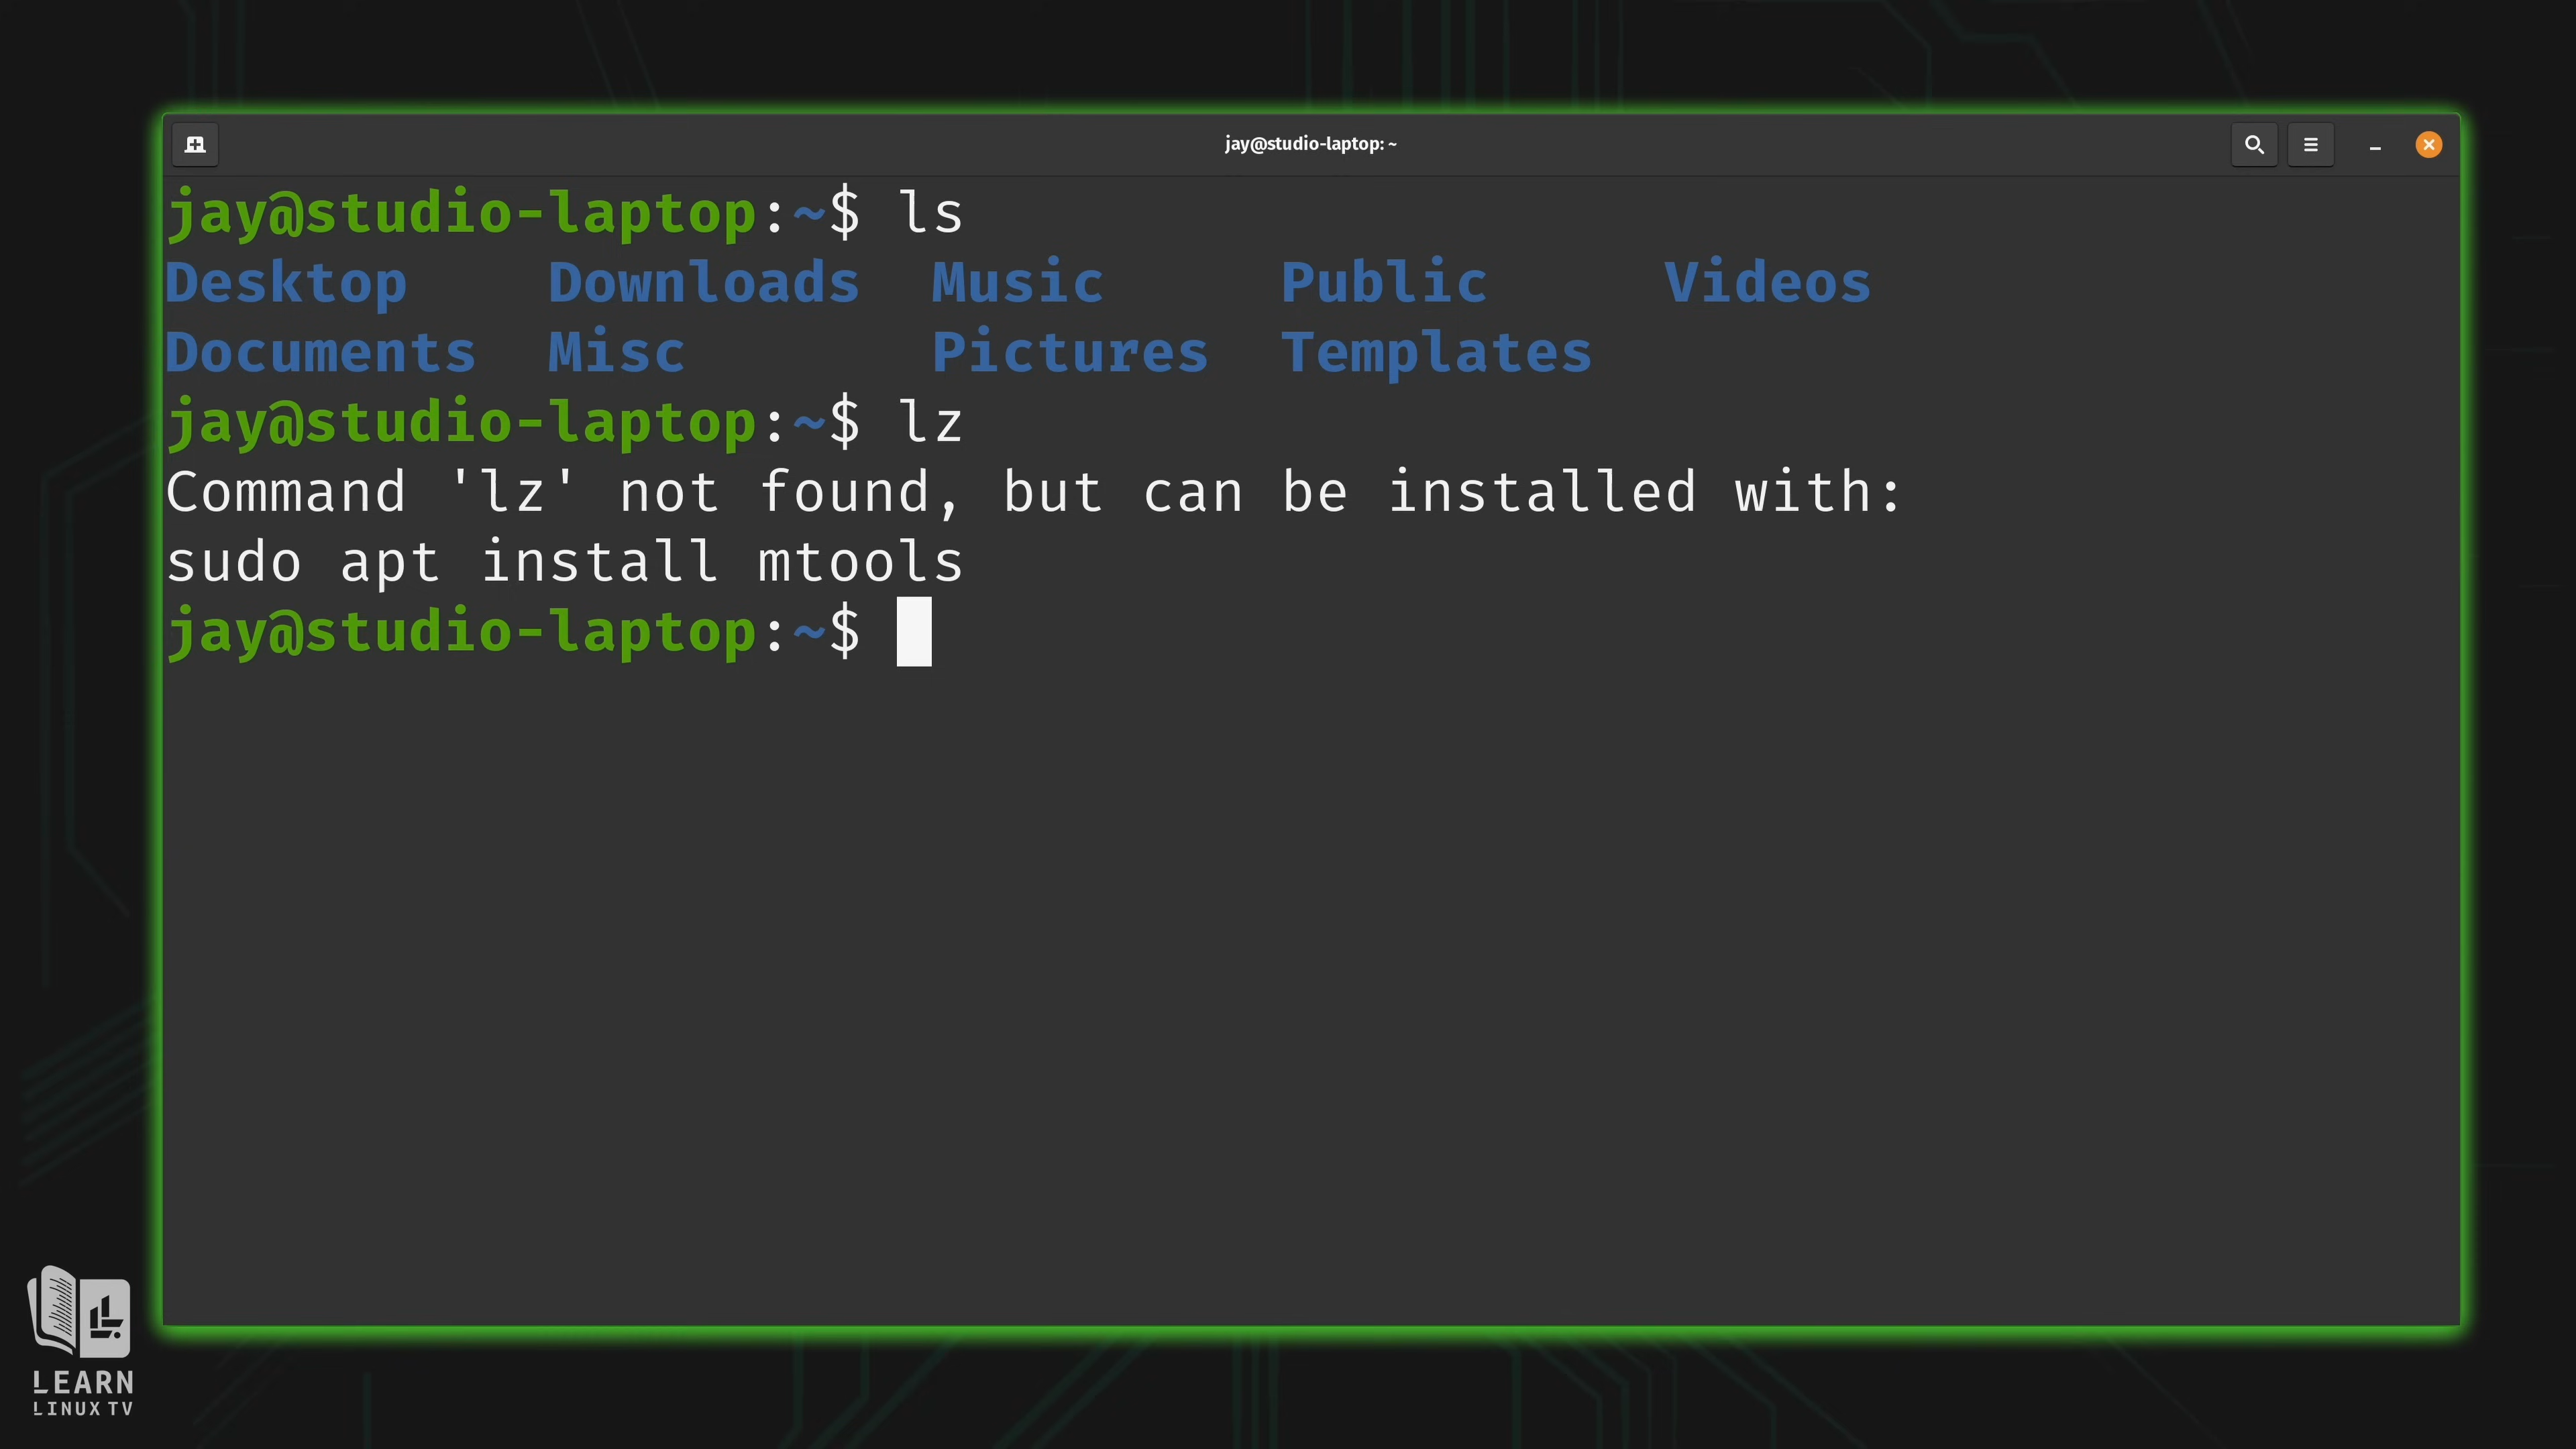 jay@studio-laptop: ~
jay@studio-laptop:~$ ls
Desktop Downloads Music Public Videos
Documents Misc Pictures Templates
jay@studio-laptop:~$ lz
Command 'lz' not found, but can be installed with:
sudo apt install mtools
jay@studio-laptop:~$
LEARN
LINUX TV